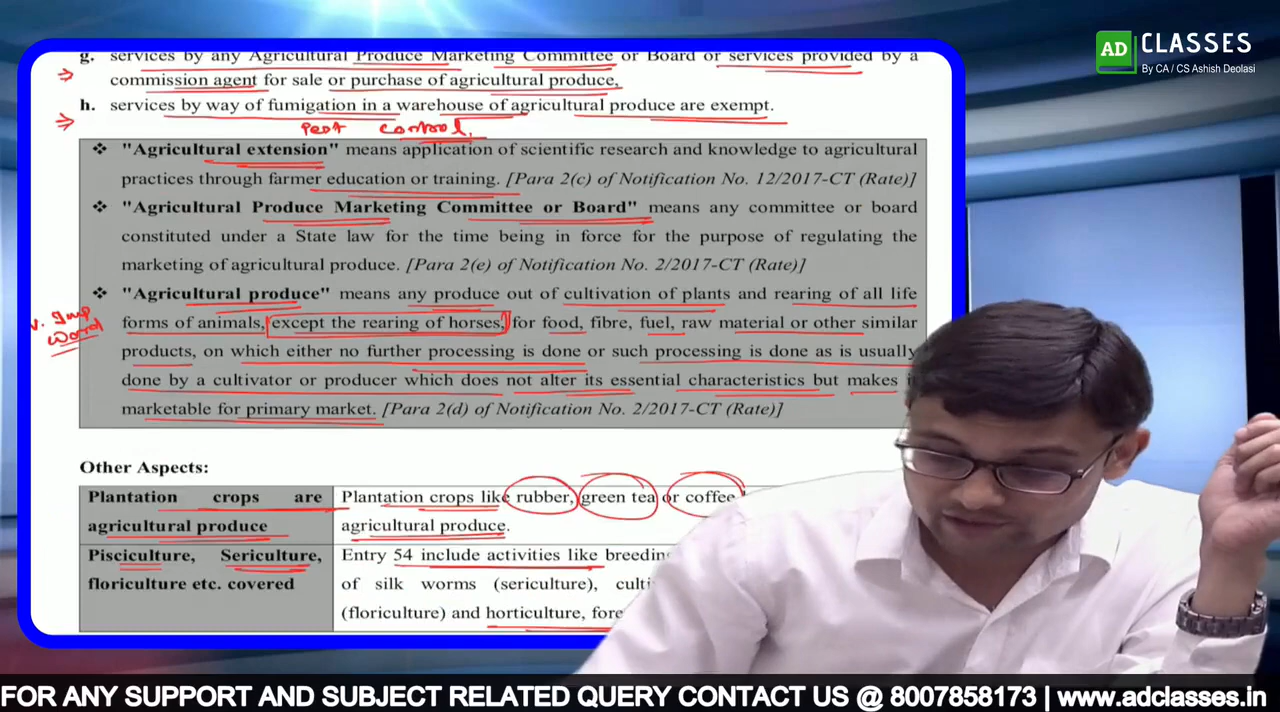 AD CLASSES
By CA / CS Ashish Deolasi
g. services by any Agricultural Produce Marketing Committee or Board or services provided by a
commission agent for sale or purchase of agricultural produce,
h. services by way of fumigation in a warehouse of agricultural produce are exempt.
Pest Control.
❖ "Agricultural extension" means application of scientific research and knowledge to agricultural
practices through farmer education or training. [Para 2(c) of Notification No. 12/2017-CT (Rate)]
❖ "Agricultural Produce Marketing Committee or Board" means any committee or board
constituted under a State law for the time being in force for the purpose of regulating the
marketing of agricultural produce. [Para 2(e) of Notification No. 2/2017-CT (Rate)]
❖ "Agricultural produce" means any produce out of cultivation of plants and rearing of all life
forms of animals, except the rearing of horses, for food, fibre, fuel, raw material or other similar
products, on which either no further processing is done or such processing is done as is usually
done by a cultivator or producer which does not alter its essential characteristics but makes
marketable for primary market. [Para 2(d) of Notification No. 2/2017-CT (Rate)]
v. Imp
word
Other Aspects:
Plantation crops are Plantation crops like rubber, green tea or coffee
agricultural produce agricultural produce.
Pisciculture, Sericulture, Entry 54 include activities like
floriculture etc. covered of silk worms (sericulture),
(floriculture) and horticulture,
FOR ANY SUPPORT AND SUBJECT RELATED QUERY CONTACT US @ 8007858173 | www.adclasses.in